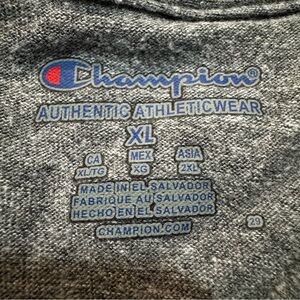 Champion®
AUTHENTIC ATHLETICWEAR
XL
CA MEX ASIA
XL/TG XG 2XL
MADE IN EL SALVADOR
FABRIQUE AU SALVADOR
HECHO EN EL SALVADOR
CHAMPION.COM
29